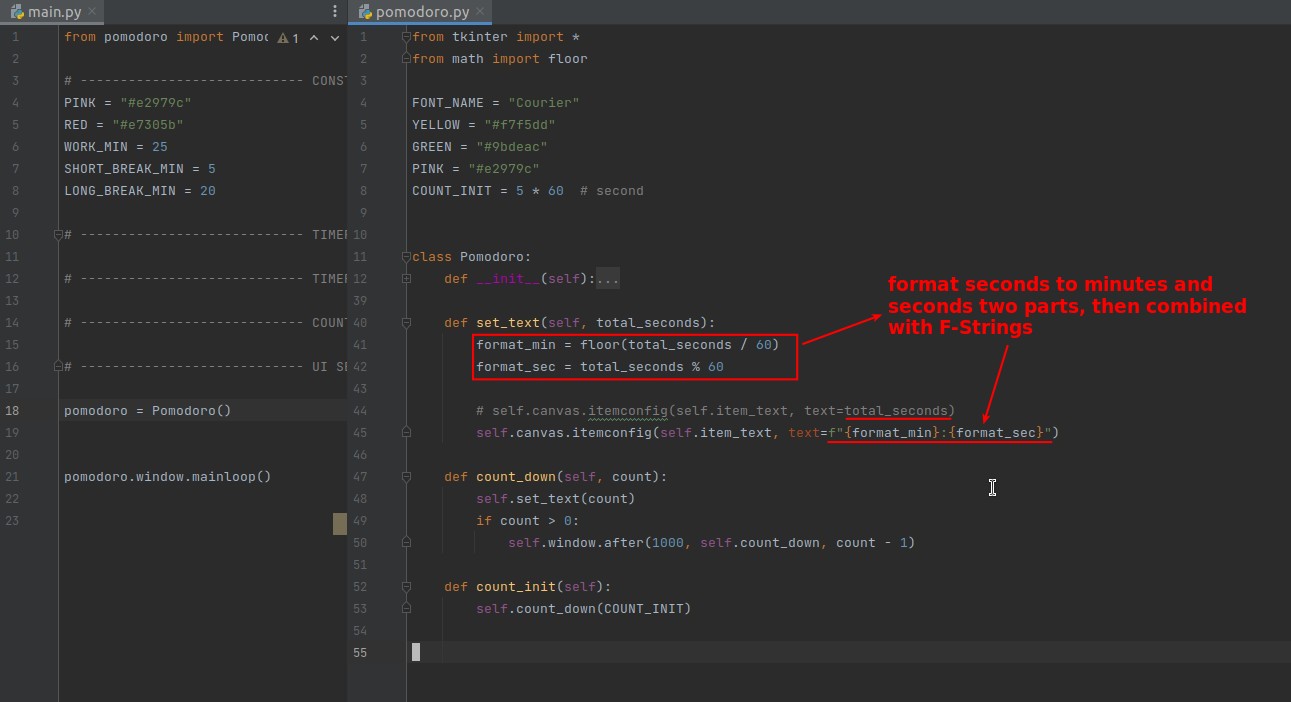 main.py
1 from pomodoro import Pomo 1
2
3 # ---------------------------- CONST
4 PINK = "#e2979c"
5 RED = "#e7305b"
6 WORK_MIN = 25
7 SHORT_BREAK_MIN = 5
8 LONG_BREAK_MIN = 20
9
10 # ---------------------------- TIMER
11
12 # ---------------------------- TIMER
13
14 # ---------------------------- COUNT
15
16 # ---------------------------- UI SE
17
18 pomodoro = Pomodoro()
19
20
21 pomodoro.window.mainloop()
22
23
pomodoro.py
1 from tkinter import *
2 from math import floor
3
4 FONT_NAME = "Courier"
5 YELLOW = "#f7f5dd"
6 GREEN = "#9bdeac"
7 PINK = "#e2979c"
8 COUNT_INIT = 5 * 60  # second
9
10
11 class Pomodoro:
12     def __init__(self):...
39
40     def set_text(self, total_seconds):
41         format_min = floor(total_seconds / 60)
42         format_sec = total_seconds % 60
43
44         # self.canvas.itemconfig(self.item_text, text=total_seconds)
45         self.canvas.itemconfig(self.item_text, text=f"{format_min}:{format_sec}")
46
47     def count_down(self, count):
48         self.set_text(count)
49         if count > 0:
50             self.window.after(1000, self.count_down, count - 1)
51
52     def count_init(self):
53         self.count_down(COUNT_INIT)
54
55
format seconds to minutes and
seconds two parts, then combined
with F-Strings